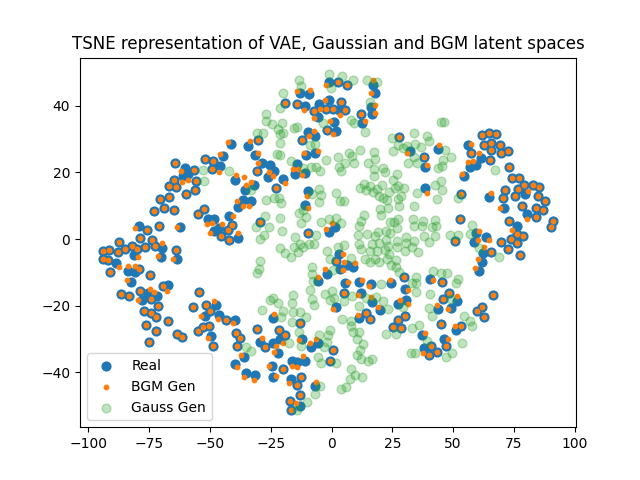 TSNE representation of VAE, Gaussian and BGM latent spaces
40
20
0
−20
−40
Real
BGM Gen
Gauss Gen
−100 −75 −50 −25 0 25 50 75 100